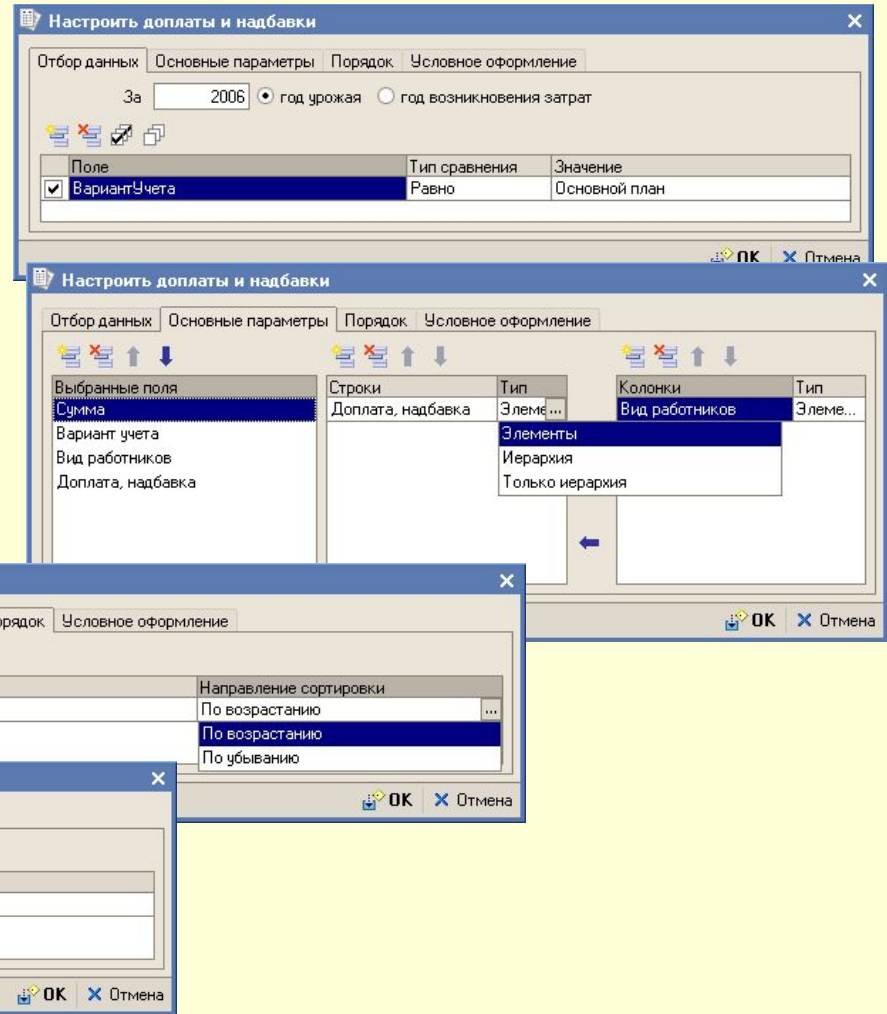 Настроить доплаты и надбавки
Отбор данных Основные параметры Порядок Условное оформление
За 2006 год урожая год возникновения затрат
Поле Тип сравнения Значение
ВариантУчета Равно Основной план
OK Отмена
Настроить доплаты и надбавки
Отбор данных Основные параметры Порядок Условное оформление
Выбранные поля Строки Тип Колонки Тип
Сумма Доплата, надбавка Элеме ... Вид работников Элеме...
Вариант учета Элементы
Вид работников Иерархия
Доплата, надбавка Только иерархия
OK Отмена
орядок Условное оформление
Направление сортировки
По возрастанию ...
По возрастанию
По убыванию
OK Отмена
OK Отмена